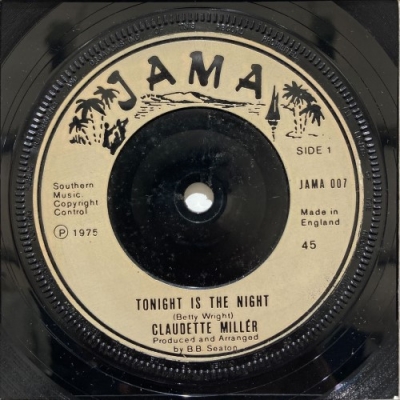 JAMA
SIDE 1
Southern
Music.
Copyright
Control
JAMA 007
Ⓟ 1975
Made in
England
45
TONIGHT IS THE NIGHT
(Betty Wright)
CLAUDETTE MILLÉR
Produced and Arranged
by B.B. Seaton